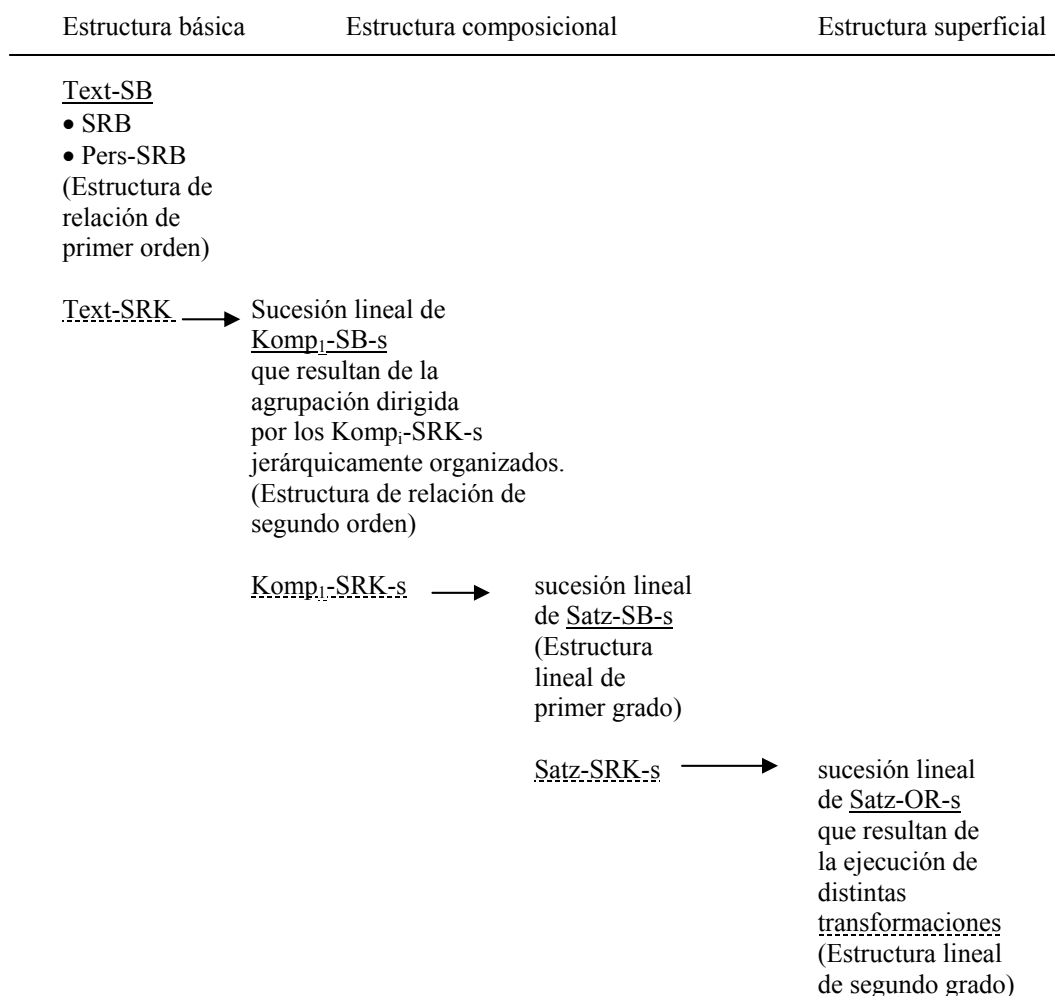 Estructura básica Estructura composicional Estructura superficial
Text-SB
• SRB
• Pers-SRB
(Estructura de
relación de
primer orden)
Text-SRK Sucesión lineal de
Komp₁-SB-s
que resultan de la
agrupación dirigida
por los Kompᵢ-SRK-s
jerárquicamente organizados.
(Estructura de relación de
segundo orden)
Komp₁-SRK-s sucesión lineal
de Satz-SB-s
(Estructura
lineal de
primer grado)
Satz-SRK-s sucesión lineal
de Satz-OR-s
que resultan de
la ejecución de
distintas
transformaciones
(Estructura lineal
de segundo grado)